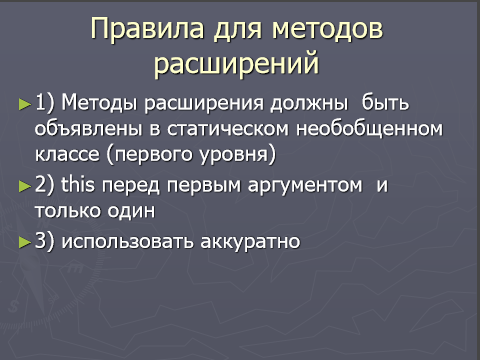 Правила для методов
расширений
► 1) Методы расширения должны быть
объявлены в статическом необобщенном
классе (первого уровня)
► 2) this перед первым аргументом и
только один
► 3) использовать аккуратно